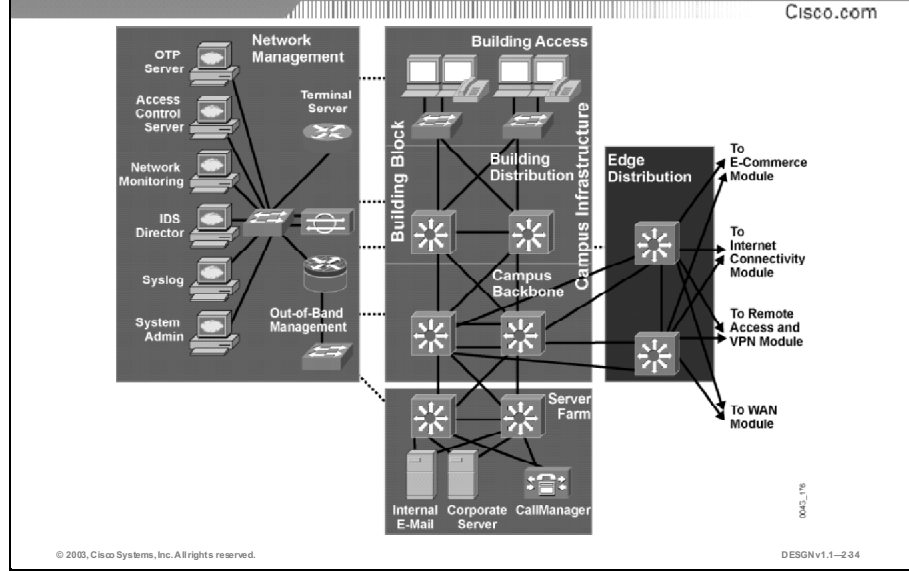 Cisco.com
Network
Management
OTP
Server
Access
Control
Server
Network
Monitoring
IDS
Director
Syslog
System
Admin
Terminal
Server
Out-of-Band
Management
Building Access
Building Block
Building
Distribution
Campus Infrastructure
Campus
Backbone
Edge
Distribution
To
E-Commerce
Module
To
Internet
Connectivity
Module
To Remote
Access and
VPN Module
To WAN
Module
Server
Farm
Internal
E-Mail
Corporate
Server
CallManager
004G_176
© 2003, Cisco Systems, Inc. All rights reserved.
DESGN v1.1—2-34